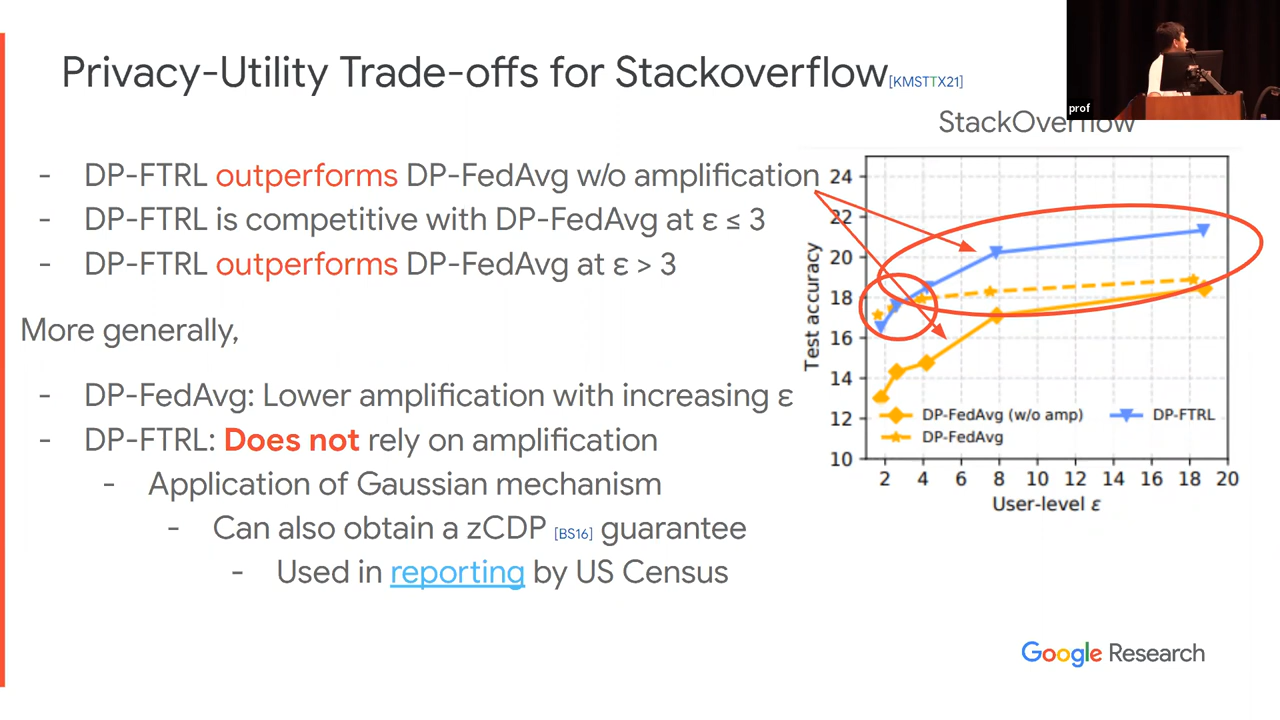 Privacy-Utility Trade-offs for Stackoverflow[KMSTTX21]
prof
StackOverflow
- DP-FTRL outperforms DP-FedAvg w/o amplification
- DP-FTRL is competitive with DP-FedAvg at ε ≤ 3
- DP-FTRL outperforms DP-FedAvg at ε > 3
More generally,
- DP-FedAvg: Lower amplification with increasing ε
- DP-FTRL: Does not rely on amplification
- Application of Gaussian mechanism
- Can also obtain a zCDP [BS16] guarantee
- Used in reporting by US Census
24
22
20
18
16
14
12
10
Test accuracy
DP-FedAvg (w/o amp)
DP-FTRL
DP-FedAvg
2 4 6 8 10 12 14 16 18 20
User-level ε
Google Research